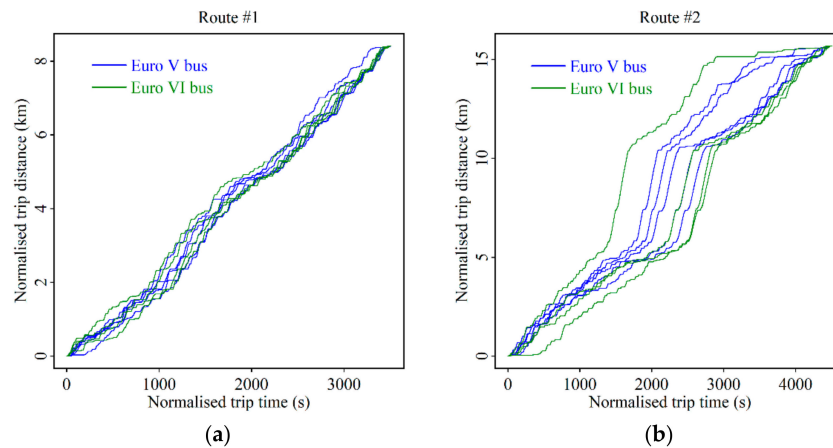 Route #1
Normalised trip distance (km)
8
6
4
2
0
Euro V bus
Euro VI bus
0 1000 2000 3000
Normalised trip time (s)
(a)
Route #2
Normalised trip distance (km)
15
10
5
0
Euro V bus
Euro VI bus
0 1000 2000 3000 4000
Normalised trip time (s)
(b)